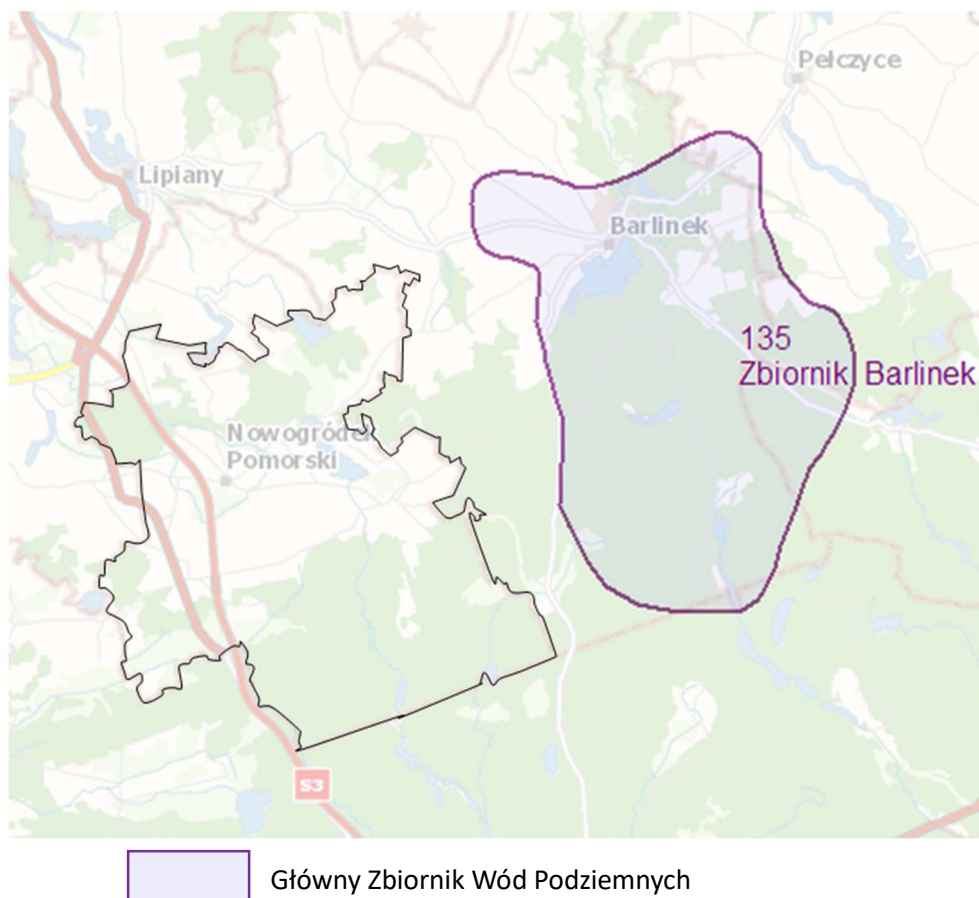 Pełczyce
Lipiany
Barlinek
135
Zbiornik Barlinek
Nowogródek
Pomorski
S3
Główny Zbiornik Wód Podziemnych